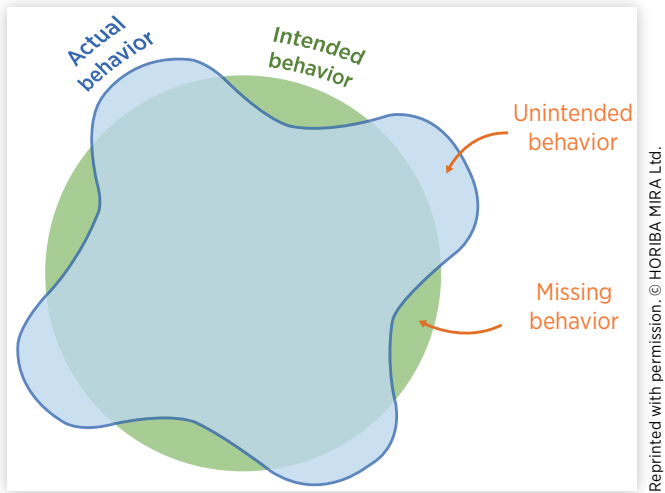 Actual
behavior
Intended
behavior
Unintended
behavior
Missing
behavior
Reprinted with permission. © HORIBA MIRA Ltd.